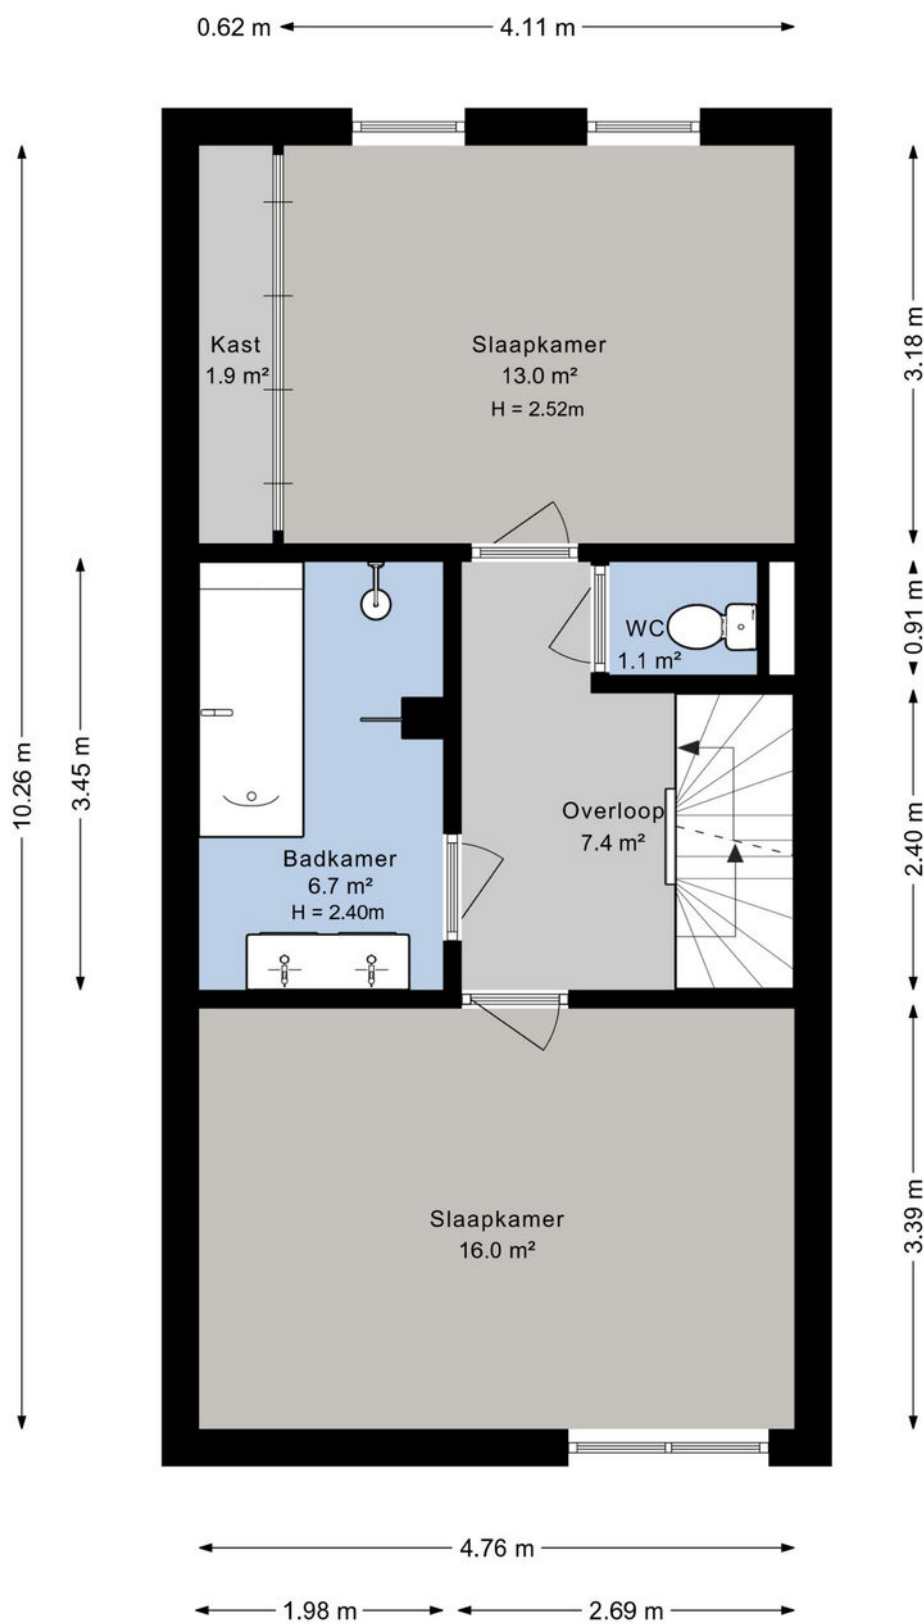 0.62 m
4.11 m
3.18 m
Kast
1.9 m²
Slaapkamer
13.0 m²
H = 2.52m
0.91 m
WC
1.1 m²
10.26 m
3.45 m
Overloop
7.4 m²
2.40 m
Badkamer
6.7 m²
H = 2.40m
Slaapkamer
16.0 m²
3.39 m
4.76 m
1.98 m
2.69 m